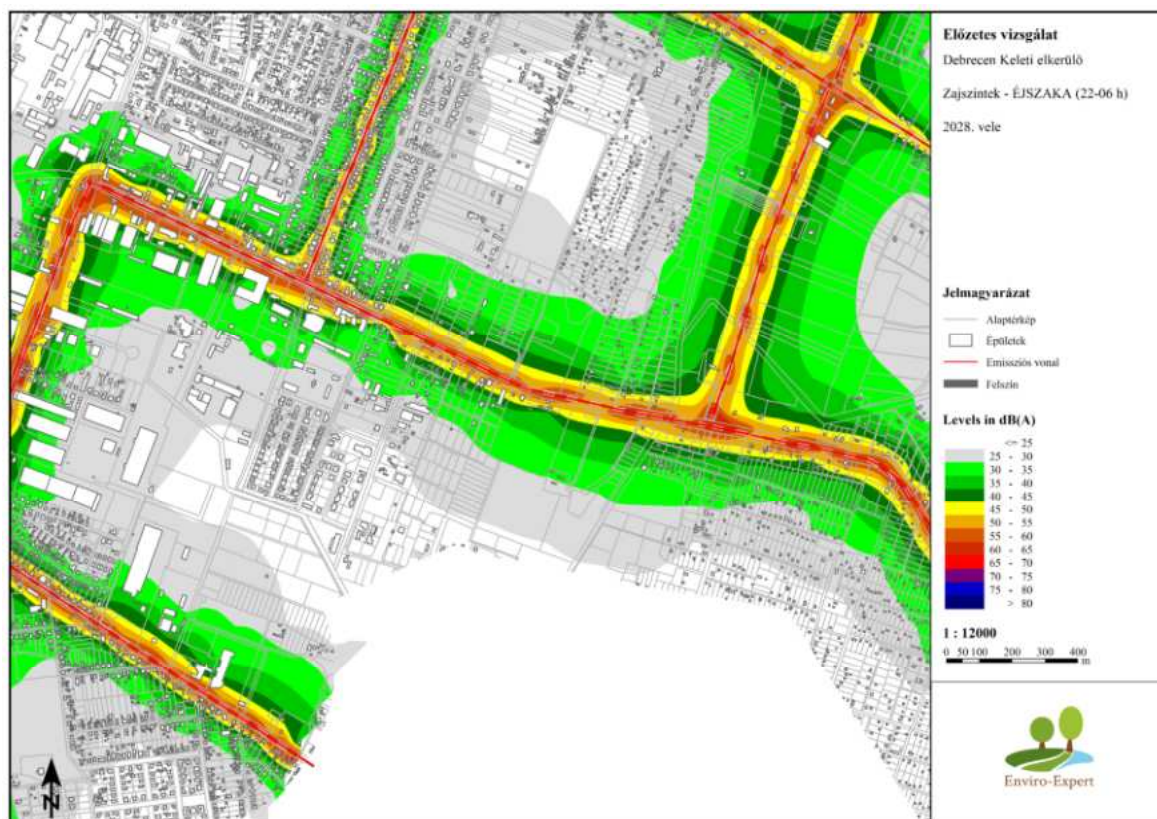 Előzetes vizsgálat
Debrecen Keleti elkerülő
Zajszintek - ÉJSZAKA (22-06 h)
2028. vele
Jelmagyarázat
Alaptérkép
Épületek
Emissziós vonal
Felszín
Levels in dB(A)
<= 25
25 - 30
30 - 35
35 - 40
40 - 45
45 - 50
50 - 55
55 - 60
60 - 65
65 - 70
70 - 75
75 - 80
> 80
1 : 12000
0 50 100 200 300 400
m
Enviro-Expert
N